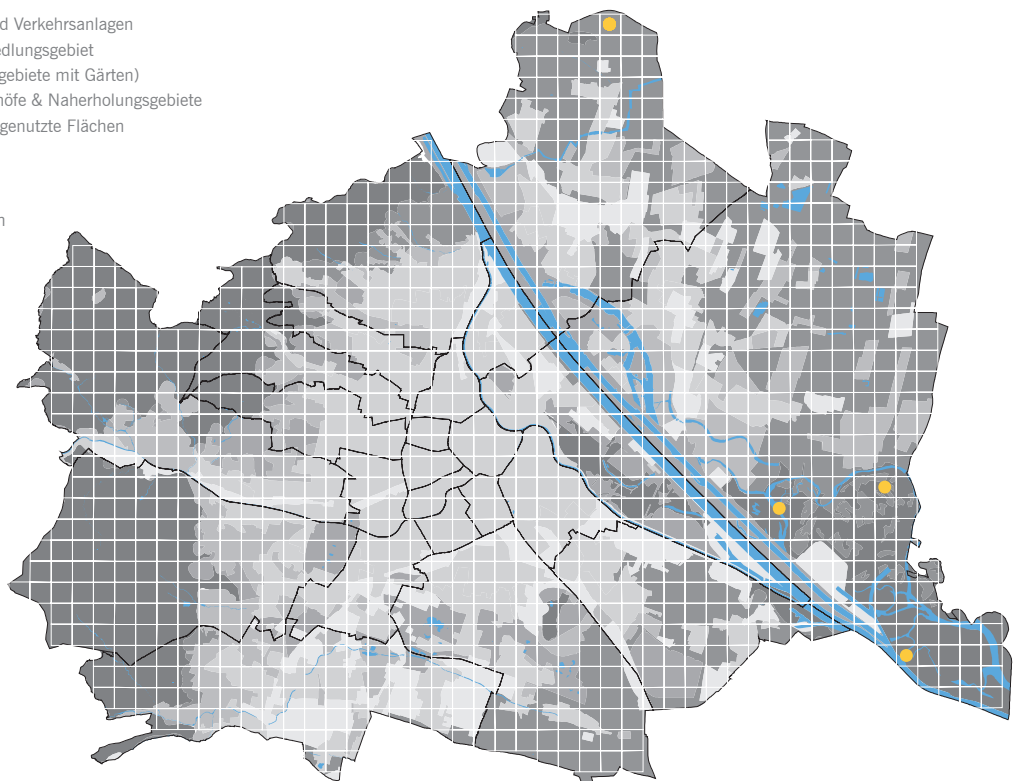 d Verkehrsanlagen
edlungsgebiet
gebiete mit Gärten)
höfe & Naherholungsgebiete
genutzte Flächen
n